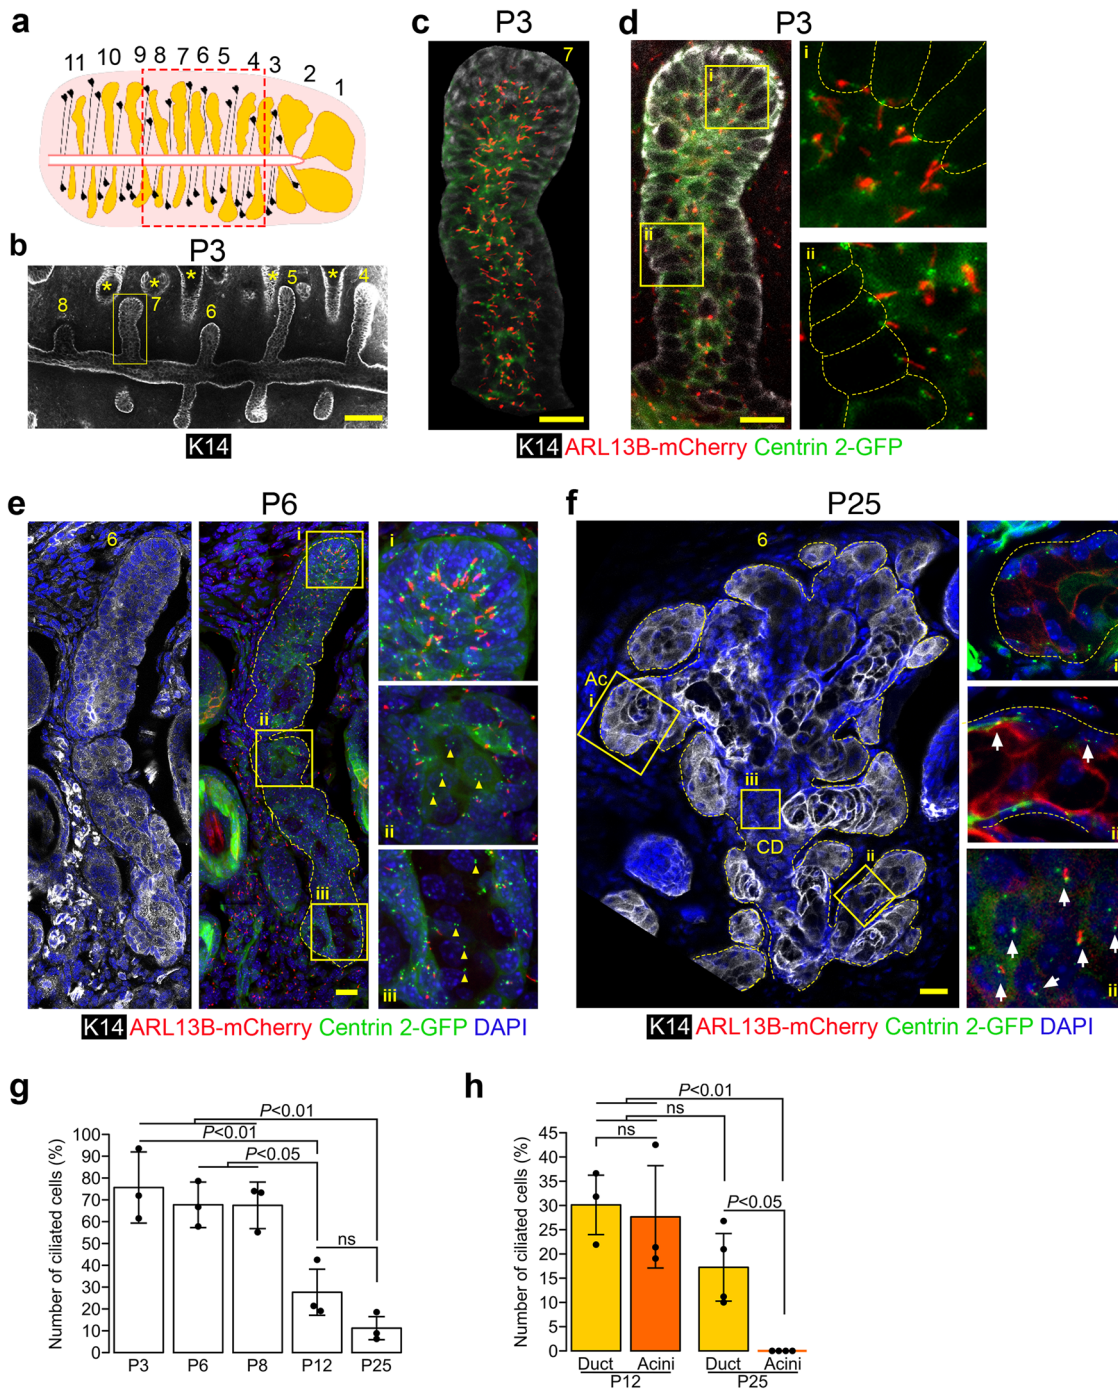 a
11 10 9 8 7 6 5 4 3 2 1
b
P3
8 * 7 * * 6 * 5 * 4
K14
c
P3
7
d
P3
i
ii
i
ii
K14 ARL13B-mCherry Centrin 2-GFP
e
P6
6
i
ii
iii
i
ii
iii
K14 ARL13B-mCherry Centrin 2-GFP DAPI
f
P25
6
Ac
i
iii
CD
ii
K14 ARL13B-mCherry Centrin 2-GFP DAPI
g
P<0.01
P<0.01
P<0.05
ns
Number of ciliated cells (%)
100
90
80
70
60
50
40
30
20
10
0
P3 P6 P8 P12 P25
h
P<0.01
ns
ns
P<0.05
Number of ciliated cells (%)
45
40
35
30
25
20
15
10
5
0
Duct Acini Duct Acini
P12 P25